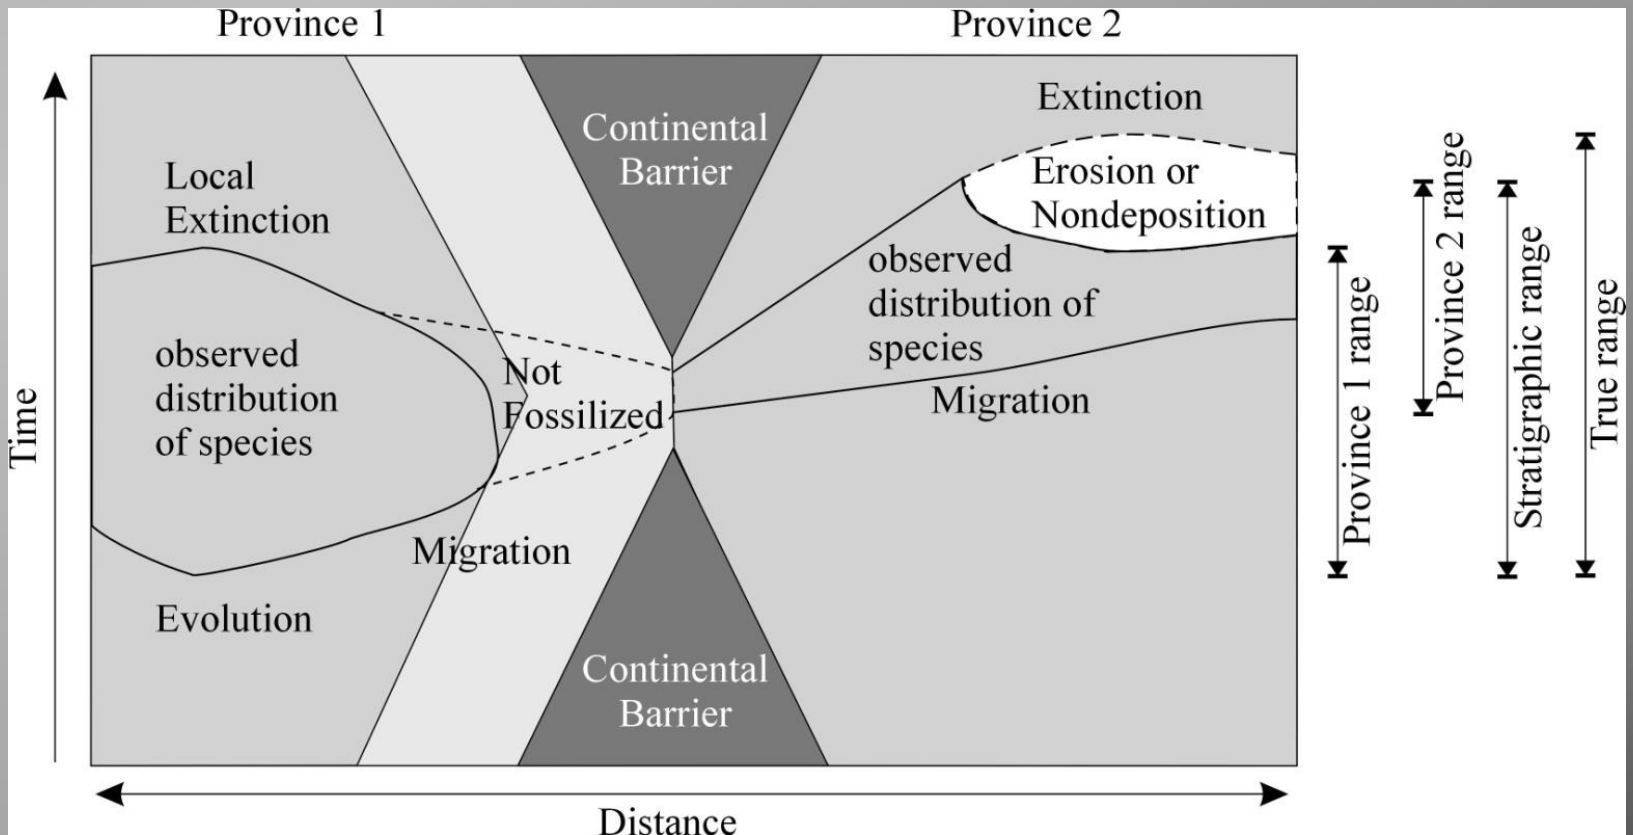 Province 1
Province 2
Continental
Barrier
Extinction
Local
Extinction
Erosion or
Nondeposition
observed
distribution of
species
observed
distribution
of species
Not
Fossilized
Migration
Migration
Evolution
Continental
Barrier
Time
Distance
Province 1 range
Province 2 range
Stratigraphic range
True range